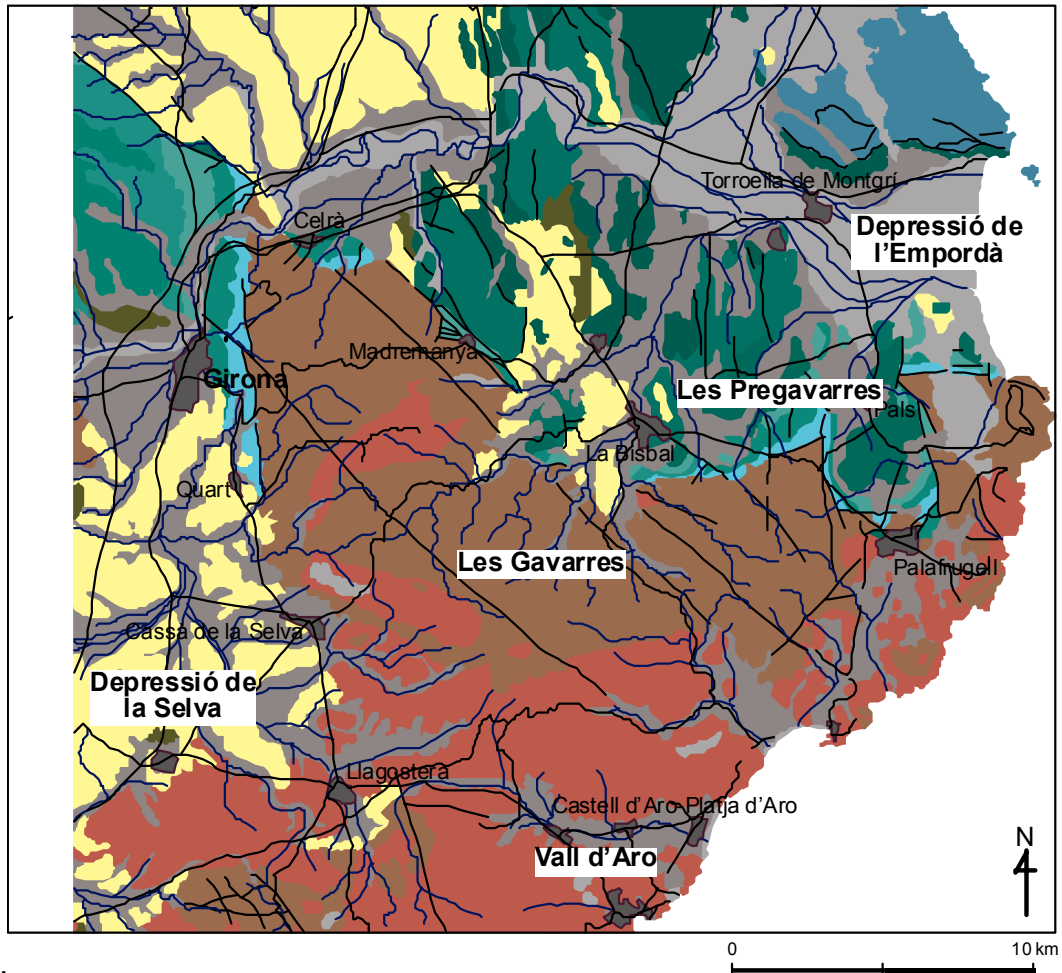 Torroella de Montgrí
Celrà
Depressió de
l'Empordà
Madremanya
Girona
Les Pregavarres
Pals
La Bisbal
Quart
Les Gavarres
Palafrugell
Cassà de la Selva
Depressió de
la Selva
Llagostera
Castell d'Aro-Platja d'Aro
Vall d'Aro
N
0
10 km